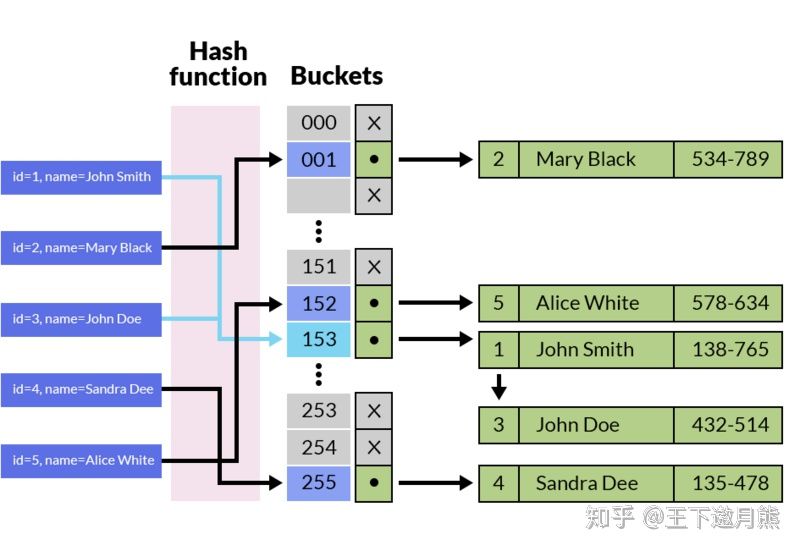 Hash
function
Buckets
id=1, name=John Smith
id=2, name=Mary Black
id=3, name=John Doe
id=4, name=Sandra Dee
id=5, name=Alice White
000 X
001
X
151 X
152
153
253 X
254 X
255
2 Mary Black 534-789
5 Alice White 578-634
1 John Smith 138-765
3 John Doe 432-514
4 Sandra Dee 135-478
知乎 @王下邀月熊